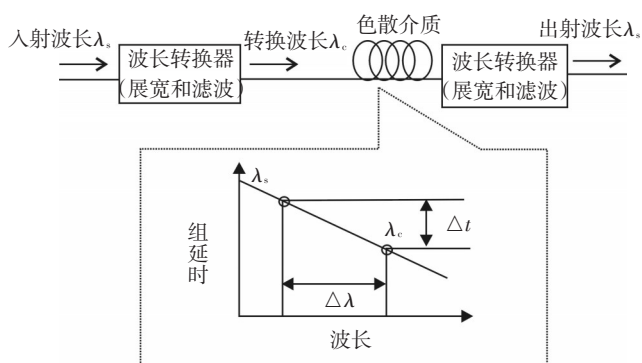 入射波长λs
转换波长λc
色散介质
出射波长λs
波长转换器
(展宽和滤波)
波长转换器
(展宽和滤波)
λs
λc
△t
组延时
△λ
波长